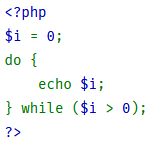 <?php
$i = 0;
do {
    echo $i;
} while ($i > 0);
?>